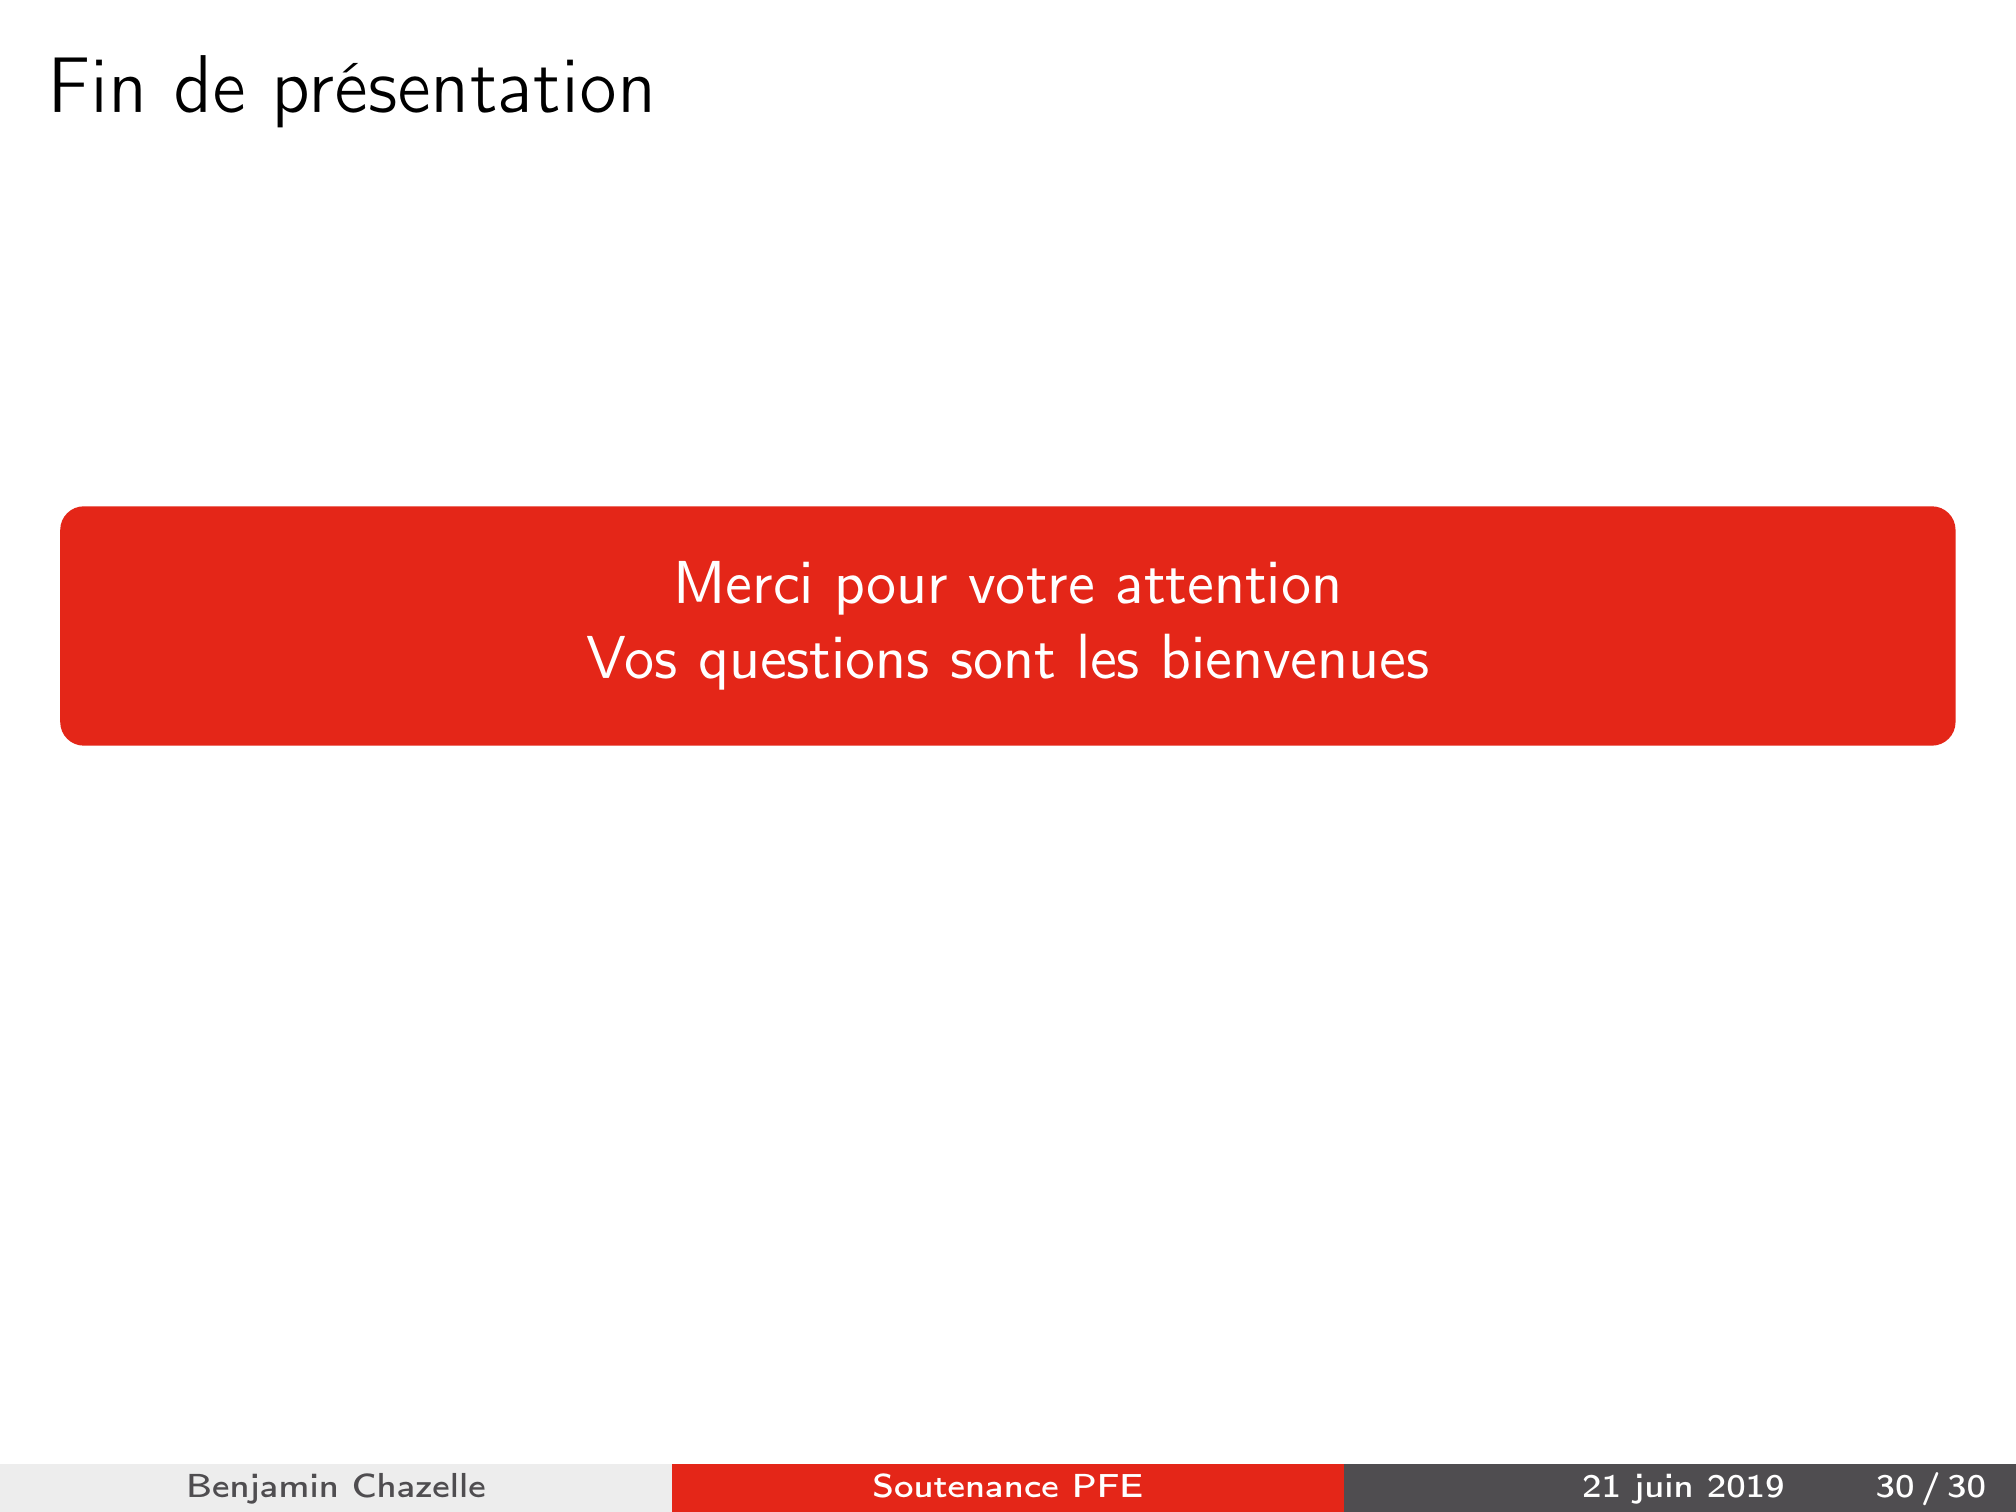 Fin de présentation
Merci pour votre attention
Vos questions sont les bienvenues
Benjamin Chazelle
Soutenance PFE
21 juin 2019
30 / 30